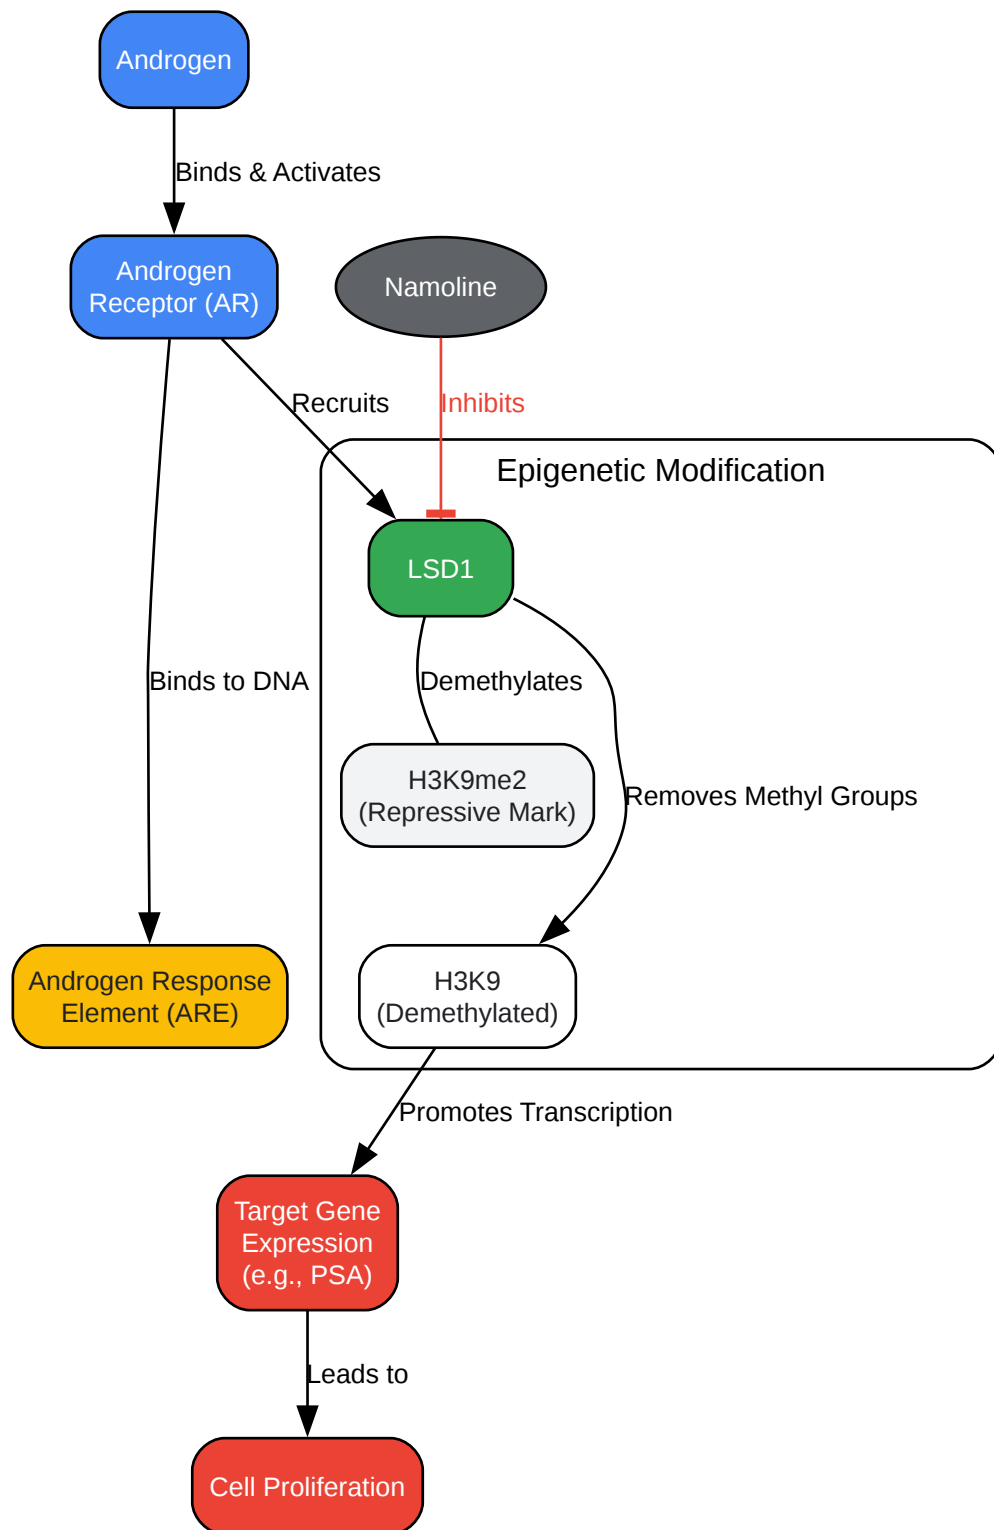 Androgen
Binds & Activates
Androgen
Receptor (AR)
Namoline
Recruits
Inhibits
Epigenetic Modification
LSD1
Binds to DNA
Demethylates
H3K9me2
(Repressive Mark)
Removes Methyl Groups
Androgen Response
Element (ARE)
H3K9
(Demethylated)
Promotes Transcription
Target Gene
Expression
(e.g., PSA)
Leads to
Cell Proliferation